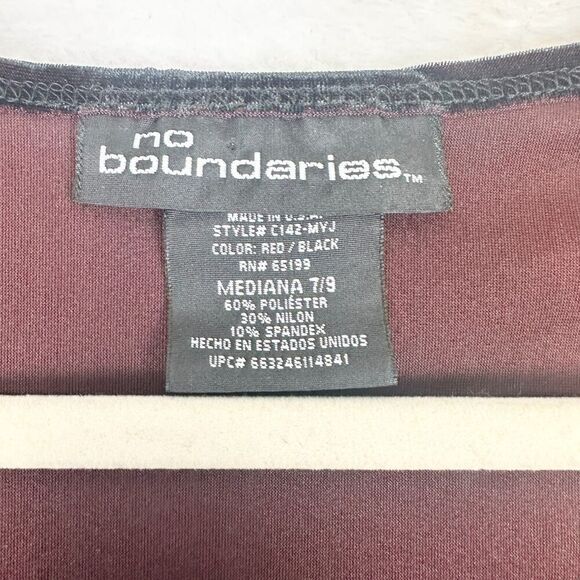 no
boundaries™
MADE IN U.S.A.
STYLE# C142-MYJ
COLOR: RED / BLACK
RN# 65199
MEDIANA 7/9
60% POLIÉSTER
30% NILON
10% SPANDEX
HECHO EN ESTADOS UNIDOS
UPC# 663246114841